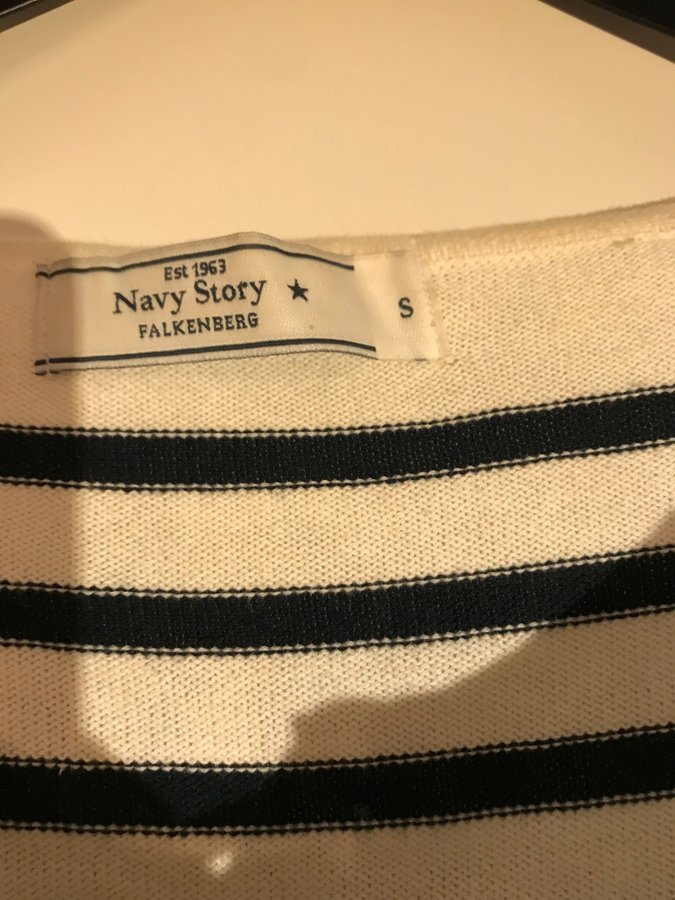 Est 1963
Navy Story
FALKENBERG
S